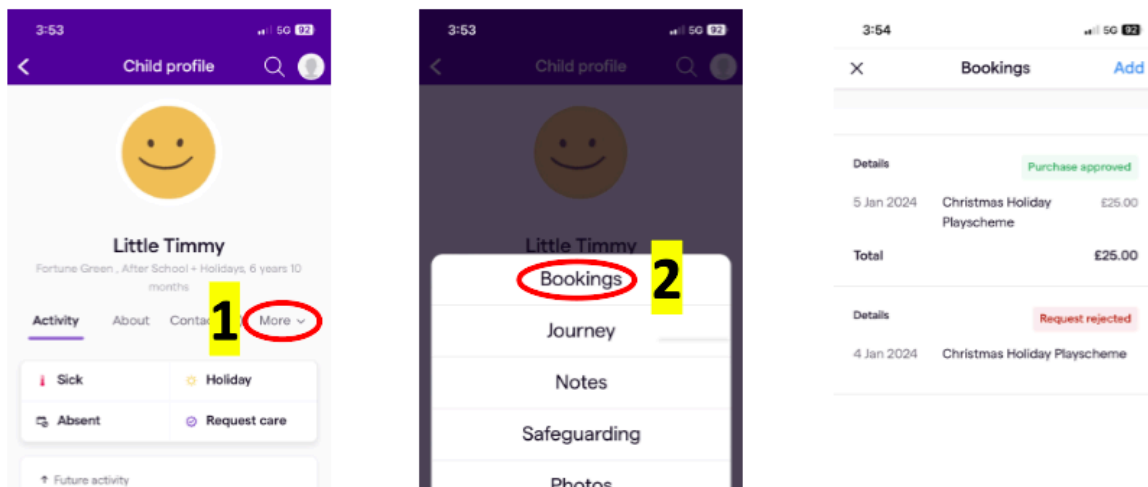 3:53
5G 92
Child profile
Little Timmy
Fortune Green , After School + Holidays, 6 years 10
months
Activity About More
1
Sick Holiday
Absent Request care
Future activity
3:53
5G 92
Child profile
Little Timmy
Bookings
2
Journey
Notes
Safeguarding
Photos
3:54
5G 92
Bookings Add
Details Purchase approved
5 Jan 2024 Christmas Holiday £25.00
Playscheme
Total £25.00
Details Request rejected
4 Jan 2024 Christmas Holiday Playscheme